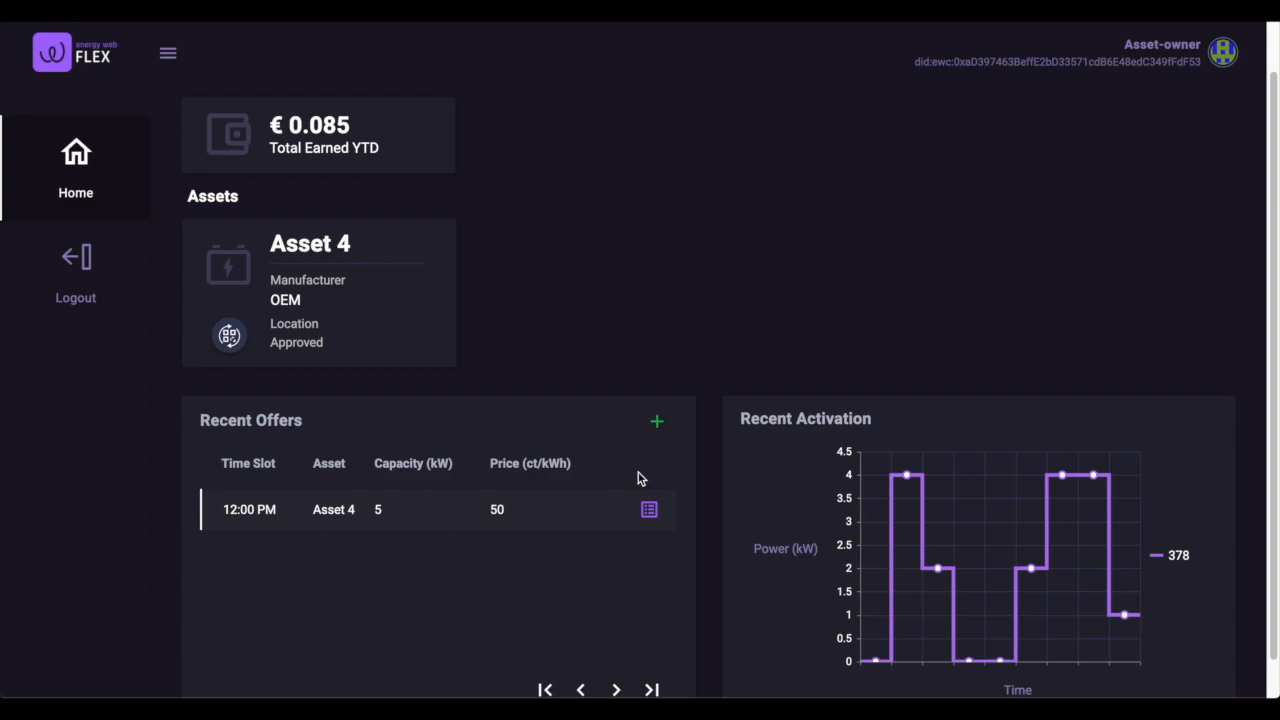 energy web
FLEX
Asset-owner
did:ewc:0xaD397463BeffE2bD33571cdB6E48edC349fFdF53
Home
Logout
€ 0.085
Total Earned YTD
Assets
Asset 4
Manufacturer
OEM
Location
Approved
Recent Offers
Time Slot Asset Capacity (kW) Price (ct/kWh)
12:00 PM Asset 4 5 50
Recent Activation
4.5
4
3.5
3
2.5
2
1.5
1
0.5
0
Power (kW)
378
Time